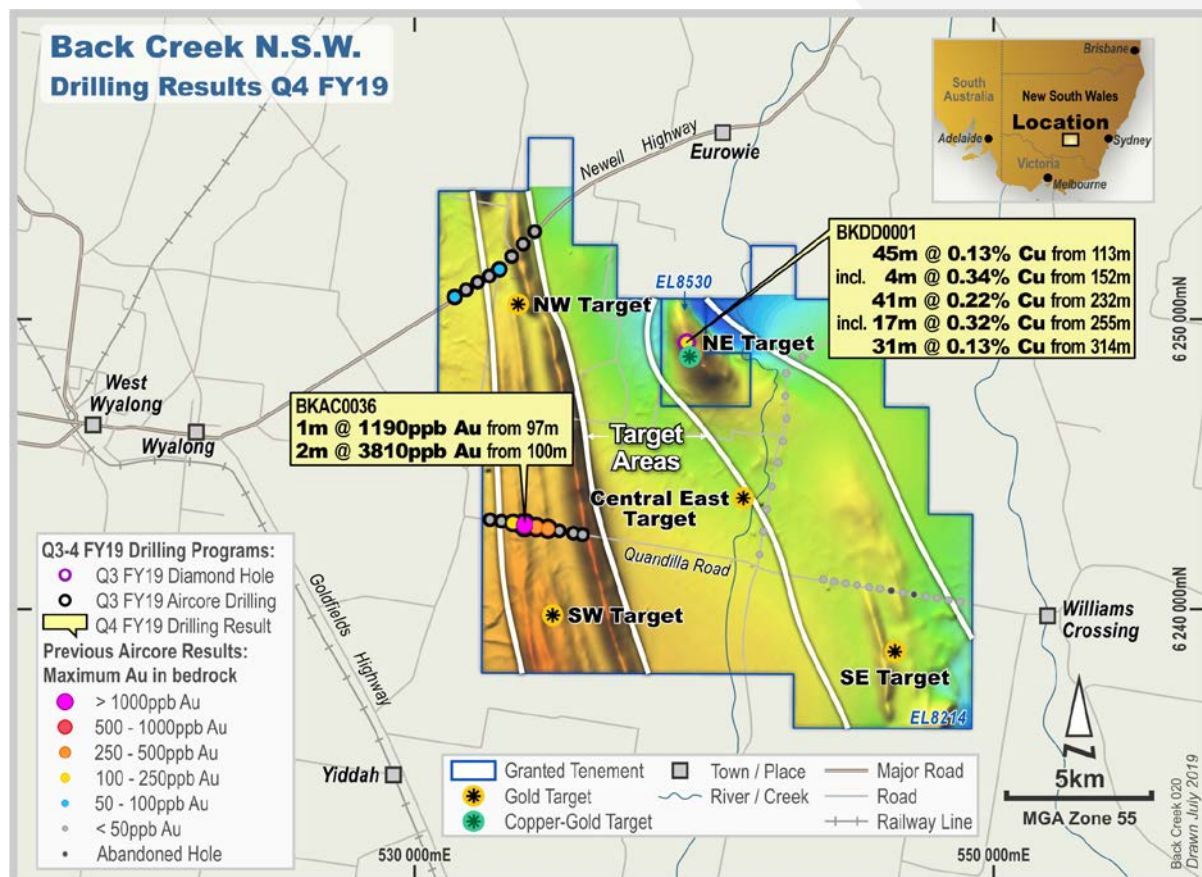 Back Creek N.S.W.
Drilling Results Q4 FY19
Brisbane
South
Australia
New South Wales
Location
Adelaide
Sydney
Victoria
Melbourne
Newell Highway
Eurowie
BKDD0001
45m @ 0.13% Cu from 113m
incl. 4m @ 0.34% Cu from 152m
41m @ 0.22% Cu from 232m
incl. 17m @ 0.32% Cu from 255m
31m @ 0.13% Cu from 314m
EL8530
NW Target
NE Target
6 250 000mN
West
Wyalong
Wyalong
BKAC0036
1m @ 1190ppb Au from 97m
2m @ 3810ppb Au from 100m
Target
Areas
Central East
Target
Quandilla Road
Goldfields Highway
SW Target
SE Target
EL8214
Williams
Crossing
6 240 000mN
Yiddah
Q3-4 FY19 Drilling Programs:
Q3 FY19 Diamond Hole
Q3 FY19 Aircore Drilling
Q4 FY19 Drilling Result
Previous Aircore Results:
Maximum Au in bedrock
> 1000ppb Au
500 - 1000ppb Au
250 - 500ppb Au
100 - 250ppb Au
50 - 100ppb Au
< 50ppb Au
Abandoned Hole
Granted Tenement
Gold Target
Copper-Gold Target
Town / Place
River / Creek
Major Road
Road
Railway Line
Z
5km
MGA Zone 55
Back Creek 020
Drawn July 2019
530 000mE
550 000mE